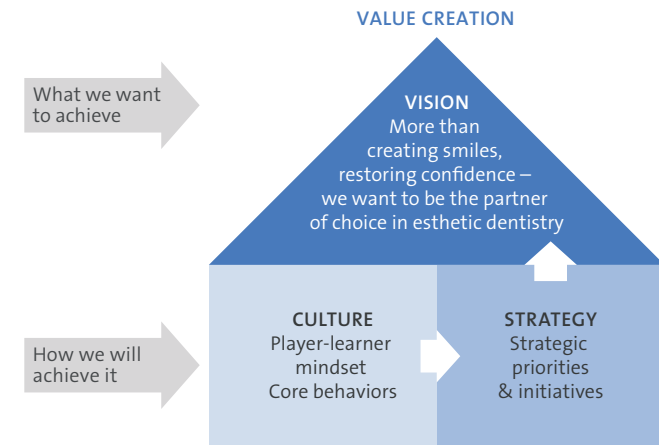 VALUE CREATION
What we want
to achieve
VISION
More than
creating smiles,
restoring confidence –
we want to be the partner
of choice in esthetic dentistry
How we will
achieve it
CULTURE
Player-learner
mindset
Core behaviors
STRATEGY
Strategic
priorities
& initiatives